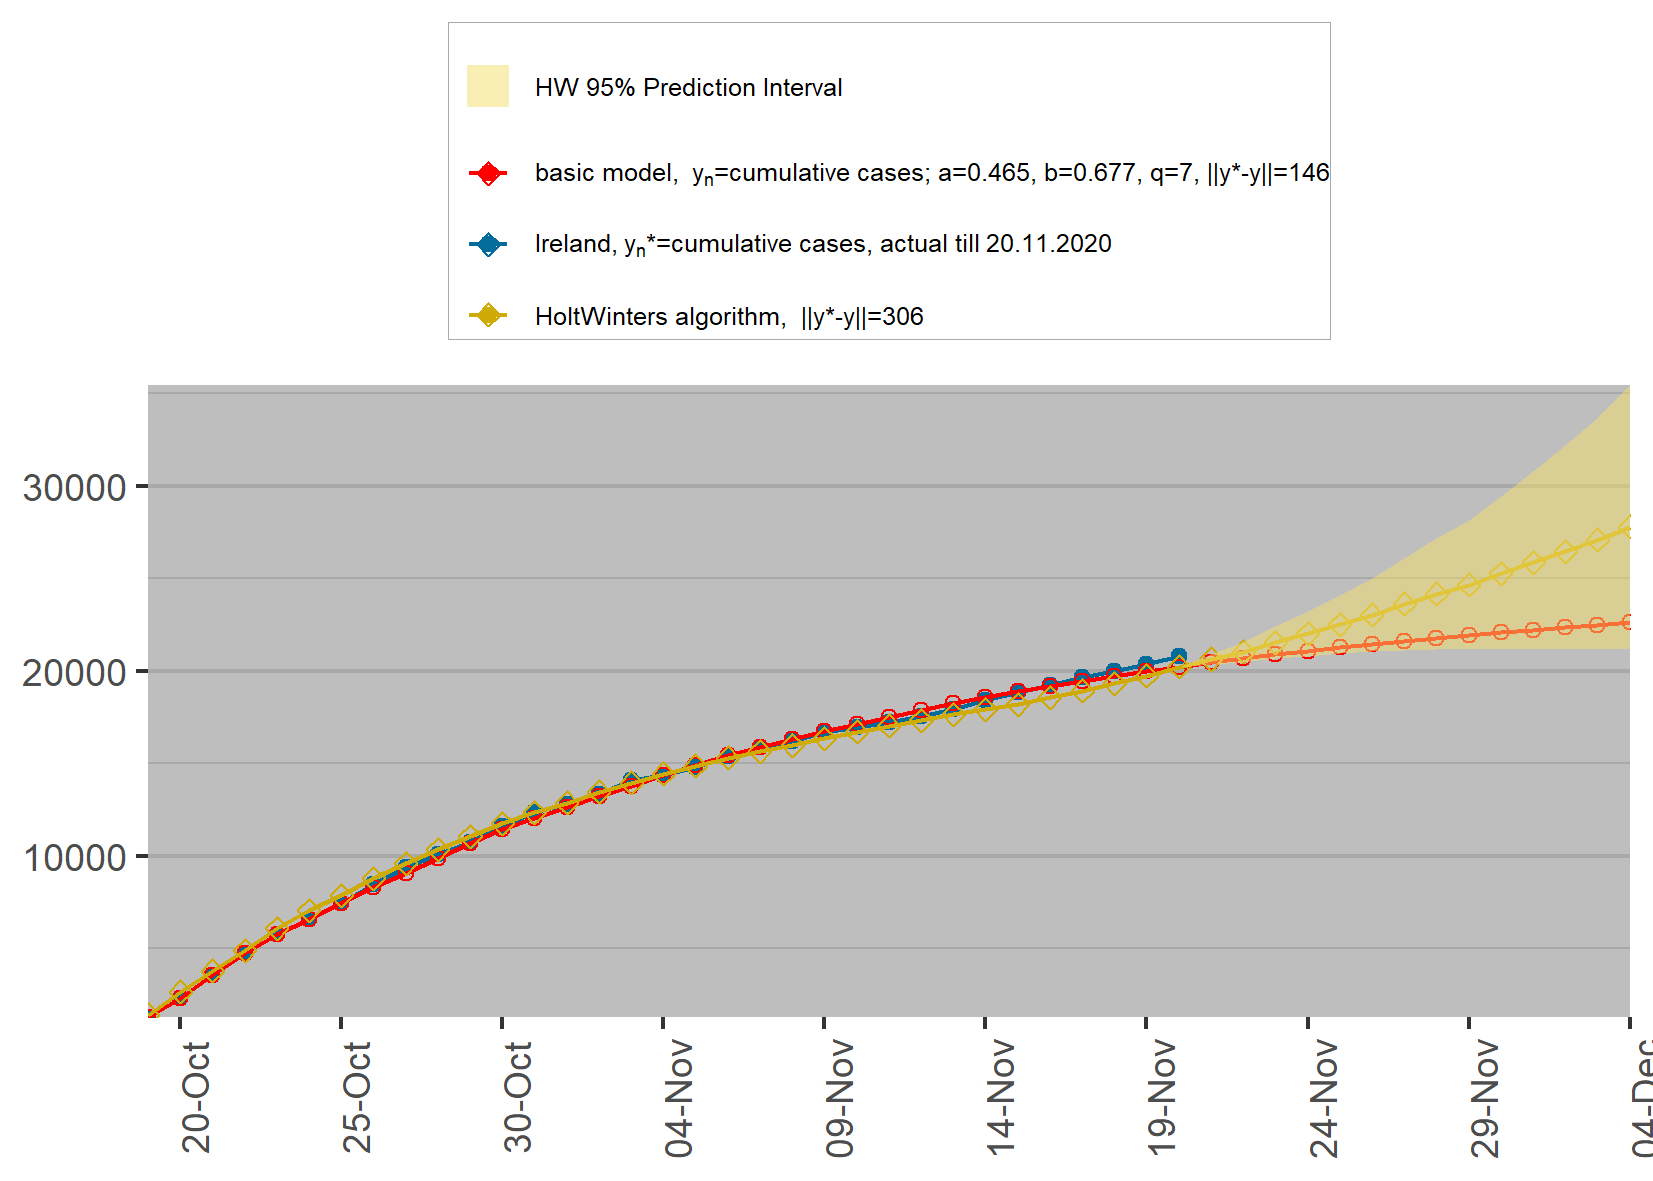 HW 95% Prediction Interval
basic model, yn=cumulative cases; a=0.465, b=0.677, q=7, ||y*-y||=146
Ireland, yn*=cumulative cases, actual till 20.11.2020
HoltWinters algorithm, ||y*-y||=306
30000
20000
10000
20-Oct
25-Oct
30-Oct
04-Nov
09-Nov
14-Nov
19-Nov
24-Nov
29-Nov
04-Dec